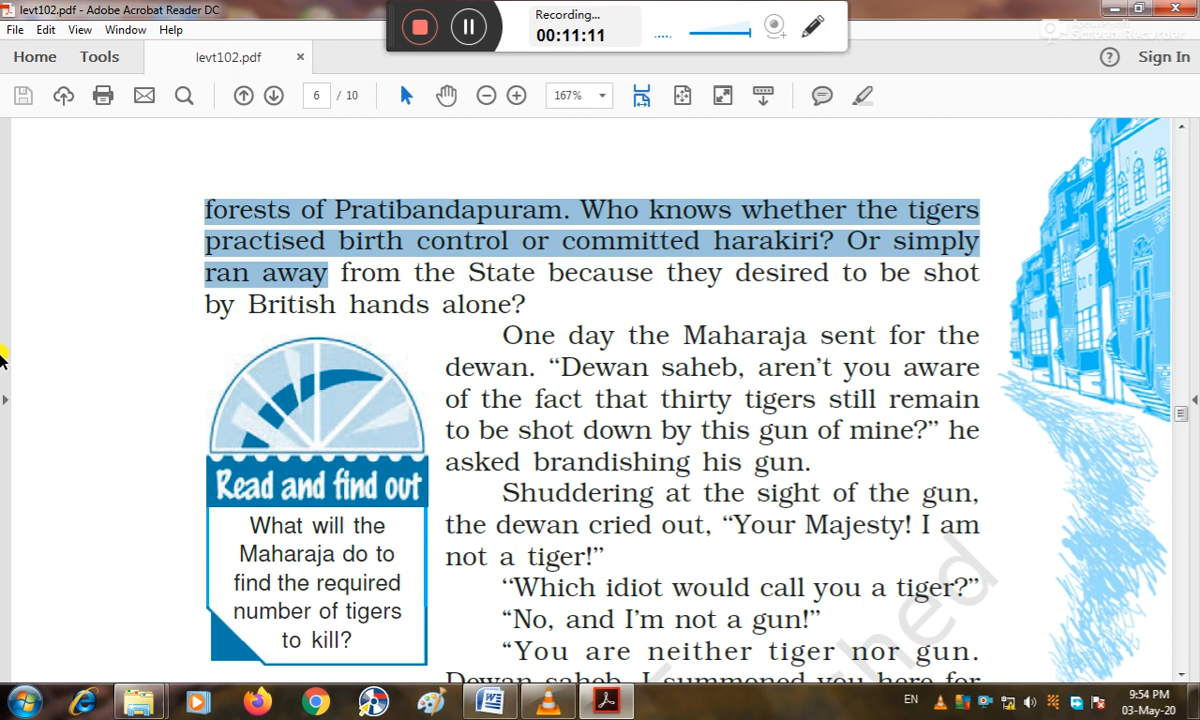 levt102.pdf - Adobe Acrobat Reader DC
File Edit View Window Help
Recording...
00:11:11
Home Tools levt102.pdf × Sign In
6 / 10 167%
forests of Pratibandapuram. Who knows whether the tigers
practised birth control or committed harakiri? Or simply
ran away from the State because they desired to be shot
by British hands alone?
One day the Maharaja sent for the
dewan. “Dewan saheb, aren’t you aware
of the fact that thirty tigers still remain
to be shot down by this gun of mine?” he
asked brandishing his gun.
Shuddering at the sight of the gun,
the dewan cried out, “Your Majesty! I am
not a tiger!”
“Which idiot would call you a tiger?”
“No, and I’m not a gun!”
“You are neither tiger nor gun.
Dewan saheb, I summoned you here for
Read and find out
What will the
Maharaja do to
find the required
number of tigers
to kill?
EN
9:54 PM
03-May-20